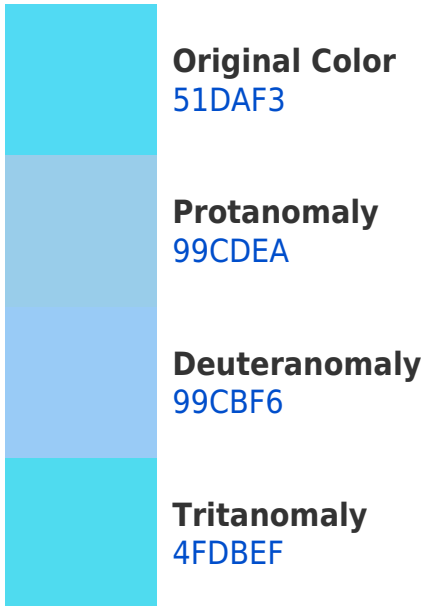 Original Color
51DAF3
Protanomaly
99CDEA
Deuteranomaly
99CBF6
Tritanomaly
4FDBEF